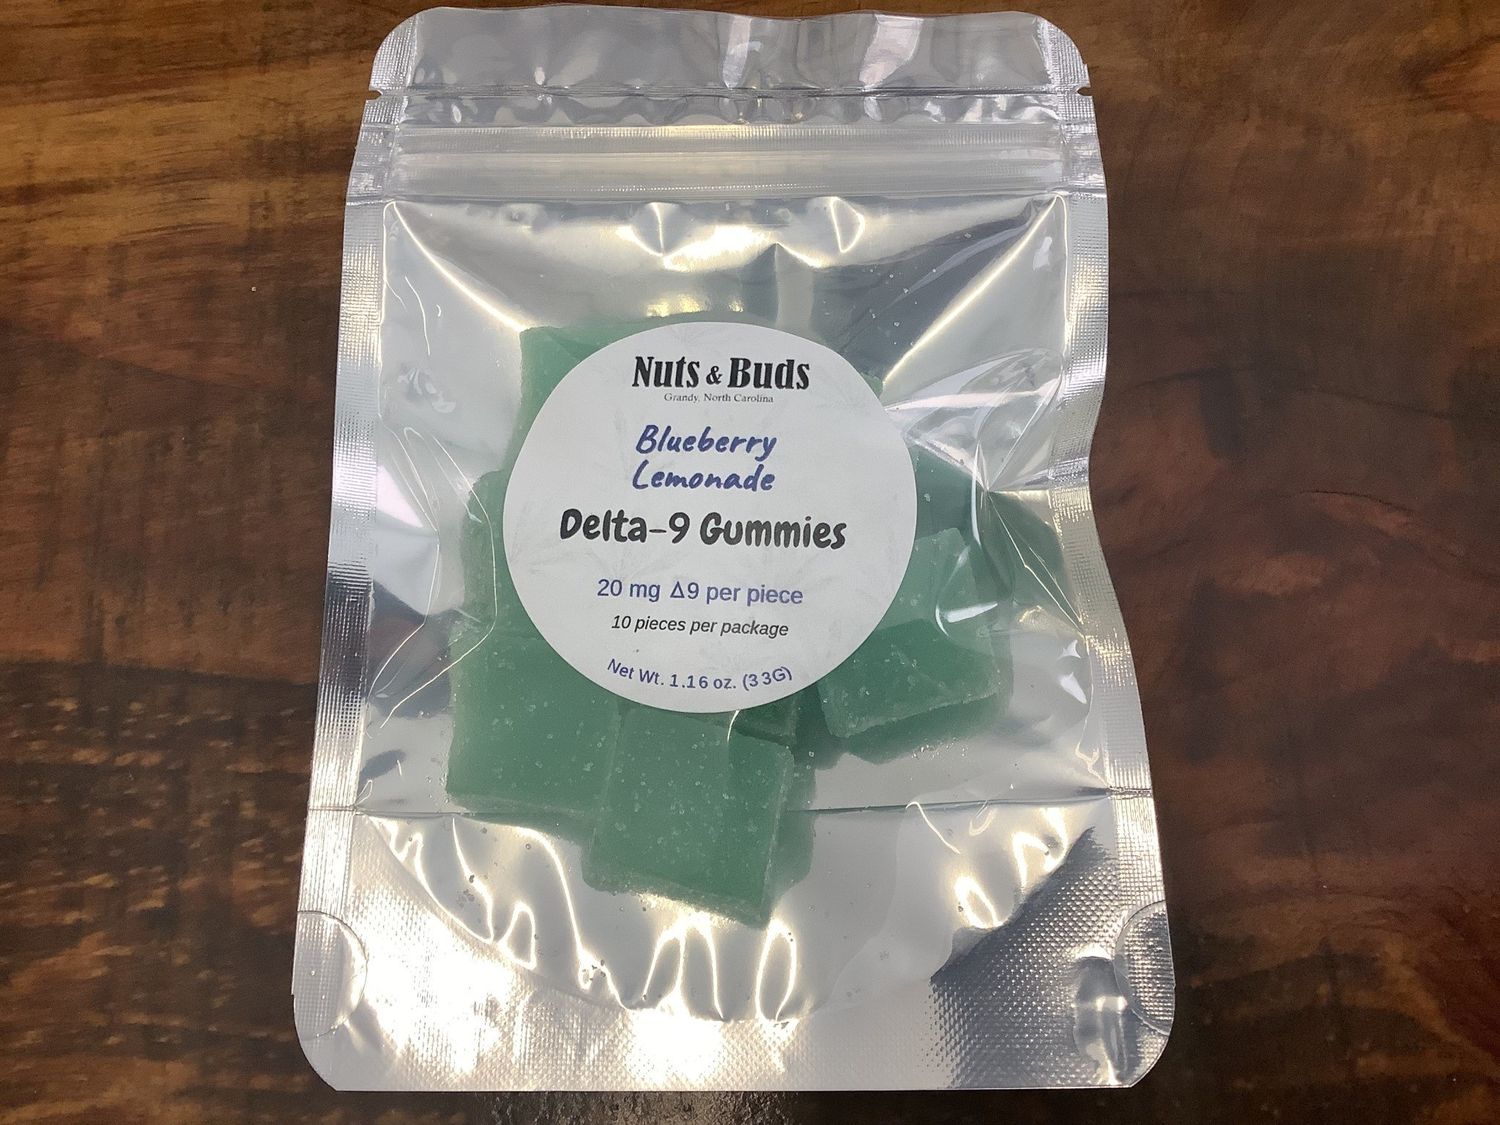 Nuts & Buds
Grandy, North Carolina
Blueberry
Lemonade
Delta-9 Gummies
20 mg Δ9 per piece
10 pieces per package
Net Wt. 1.16 oz. (33G)